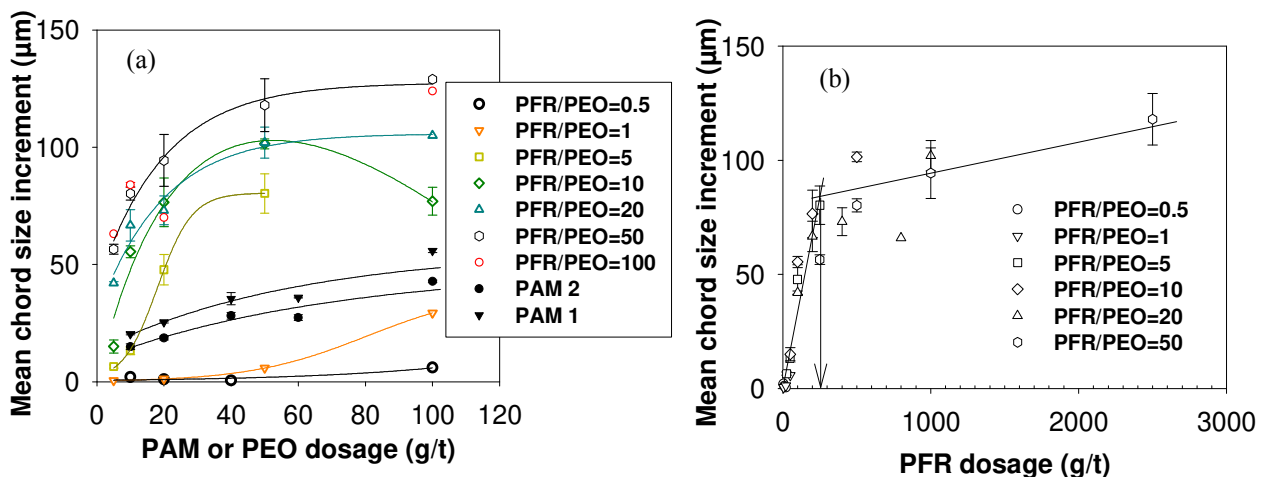 Mean chord size increment (µm)
150
100
50
0
(a)
0 20 40 60 80 100 120
PAM or PEO dosage (g/t)
PFR/PEO=0.5
PFR/PEO=1
PFR/PEO=5
PFR/PEO=10
PFR/PEO=20
PFR/PEO=50
PFR/PEO=100
PAM 2
PAM 1
Mean chord size increment (µm)
150
100
50
0
(b)
PFR/PEO=0.5
PFR/PEO=1
PFR/PEO=5
PFR/PEO=10
PFR/PEO=20
PFR/PEO=50
0 1000 2000 3000
PFR dosage (g/t)